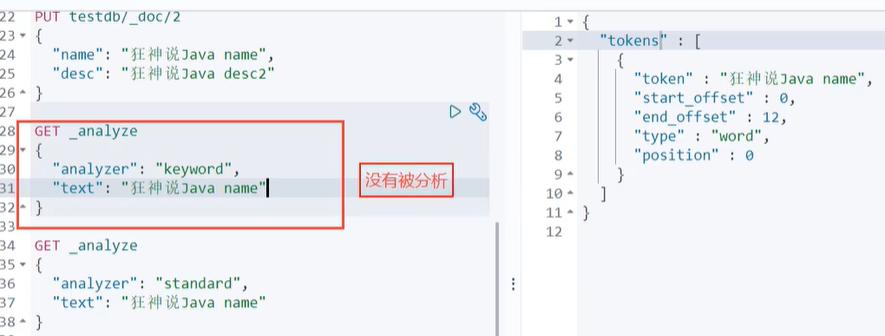 22 PUT testdb/_doc/2
23 {
24 "name": "狂神说Java name",
25 "desc": "狂神说Java desc2"
26 }
27
28 GET _analyze
29 {
30 "analyzer": "keyword",
31 "text": "狂神说Java name"
32 }
没有被分析
33
34 GET _analyze
35 {
36 "analyzer": "standard",
37 "text": "狂神说Java name"
38 }
1 {
2 "tokens" : [
3 {
4 "token" : "狂神说Java name",
5 "start_offset" : 0,
6 "end_offset" : 12,
7 "type" : "word",
8 "position" : 0
9 }
10 ]
11 }
12